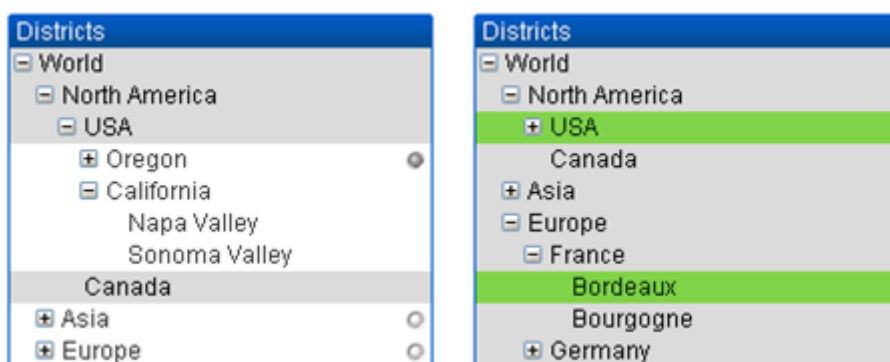 Districts
World
North America
USA
Oregon
California
Napa Valley
Sonoma Valley
Canada
Asia
Europe
Districts
World
North America
USA
Canada
Asia
Europe
France
Bordeaux
Bourgogne
Germany